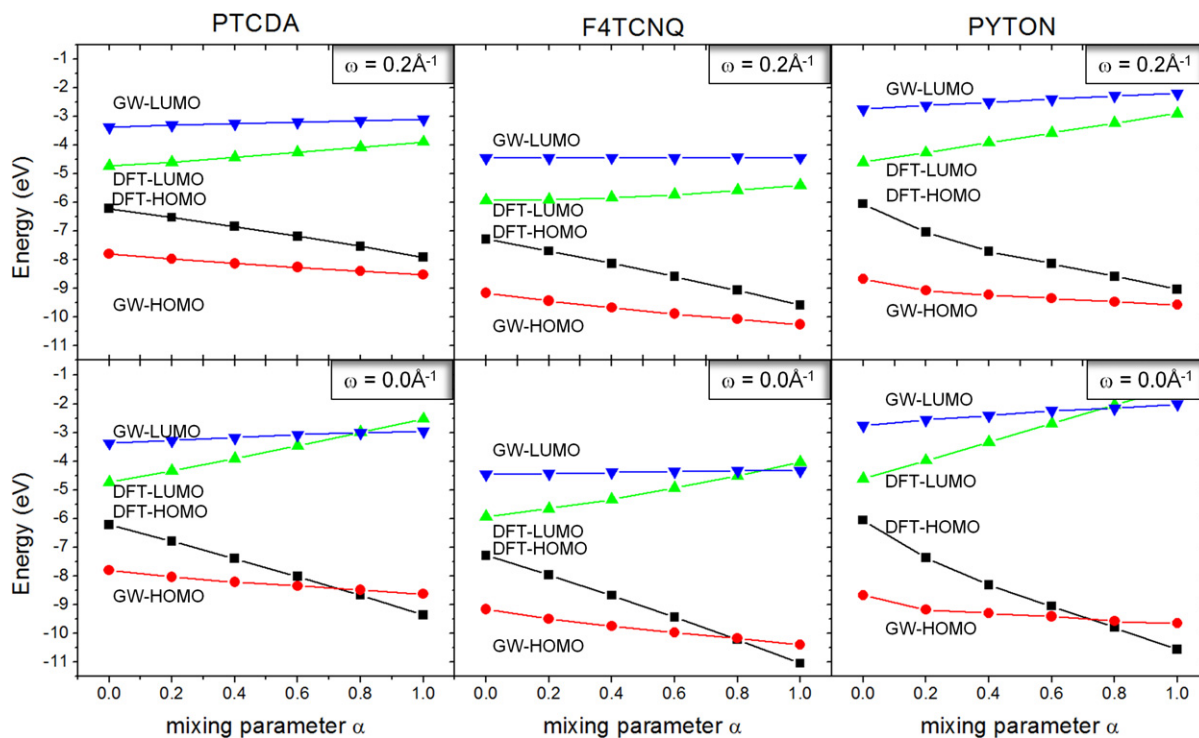 PTCDA
F4TCNQ
PYTON
ω = 0.2Å-1
ω = 0.2Å-1
ω = 0.2Å-1
Energy (eV)
-1
-2
-3
-4
-5
-6
-7
-8
-9
-10
-11
GW-LUMO
DFT-LUMO
DFT-HOMO
GW-HOMO
GW-LUMO
DFT-LUMO
DFT-HOMO
GW-HOMO
GW-LUMO
DFT-LUMO
DFT-HOMO
GW-HOMO
ω = 0.0Å-1
ω = 0.0Å-1
ω = 0.0Å-1
Energy (eV)
-1
-2
-3
-4
-5
-6
-7
-8
-9
-10
-11
GW-LUMO
DFT-LUMO
DFT-HOMO
GW-HOMO
GW-LUMO
DFT-LUMO
DFT-HOMO
GW-HOMO
GW-LUMO
DFT-LUMO
DFT-HOMO
GW-HOMO
0.0 0.2 0.4 0.6 0.8 1.0
0.0 0.2 0.4 0.6 0.8 1.0
0.0 0.2 0.4 0.6 0.8 1.0
mixing parameter α
mixing parameter α
mixing parameter α